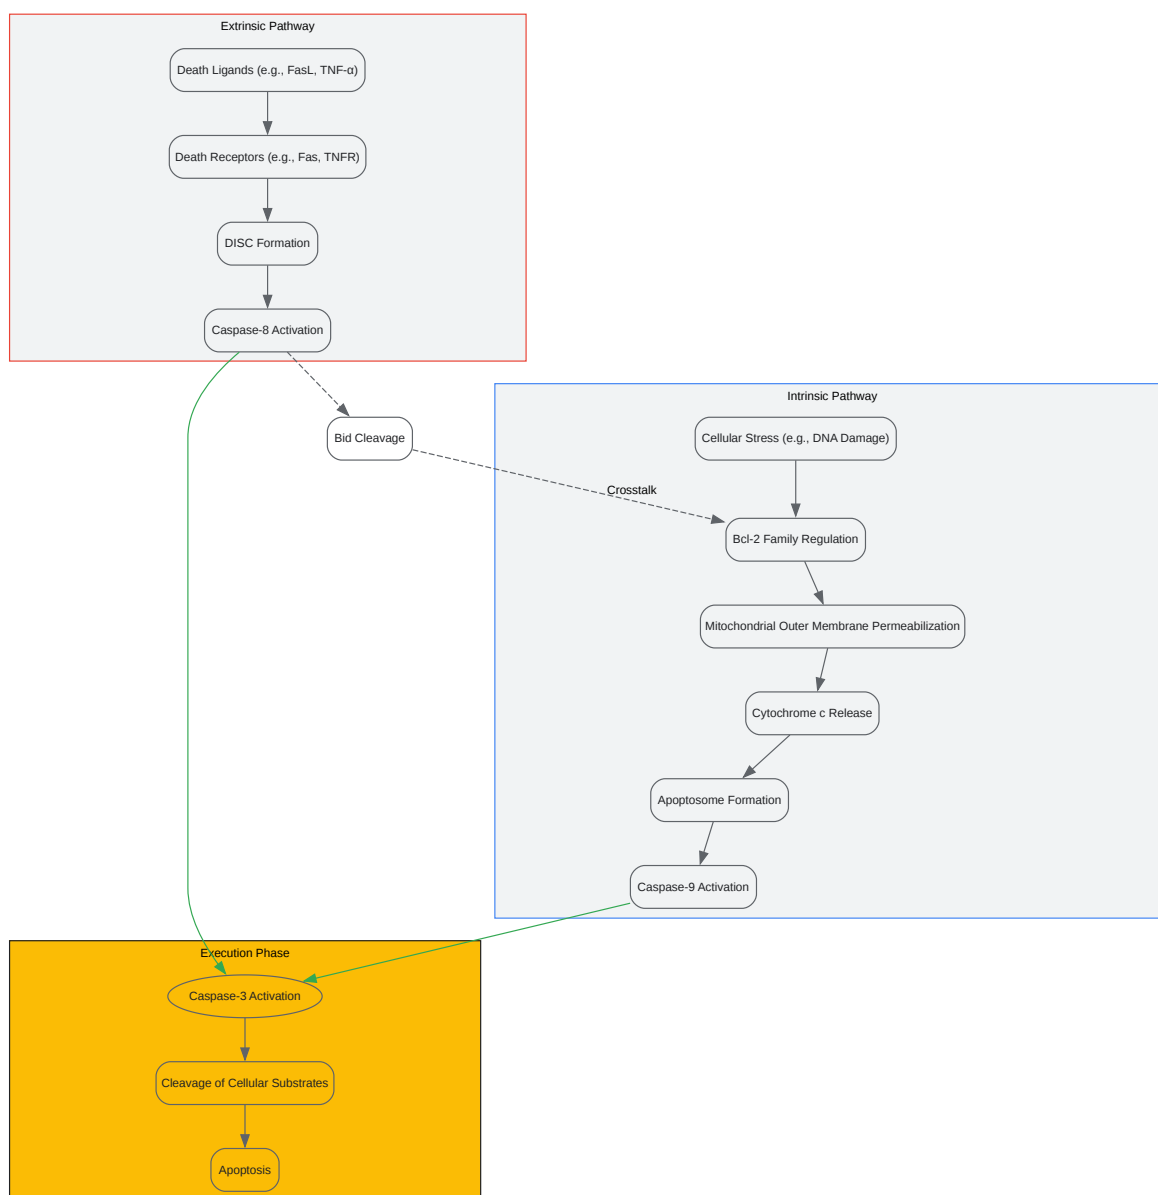 Extrinsic Pathway
Death Ligands (e.g., FasL, TNF-α)
Death Receptors (e.g., Fas, TNFR)
DISC Formation
Caspase-8 Activation
Bid Cleavage
Crosstalk
Intrinsic Pathway
Cellular Stress (e.g., DNA Damage)
Bcl-2 Family Regulation
Mitochondrial Outer Membrane Permeabilization
Cytochrome c Release
Apoptosome Formation
Caspase-9 Activation
Execution Phase
Caspase-3 Activation
Cleavage of Cellular Substrates
Apoptosis